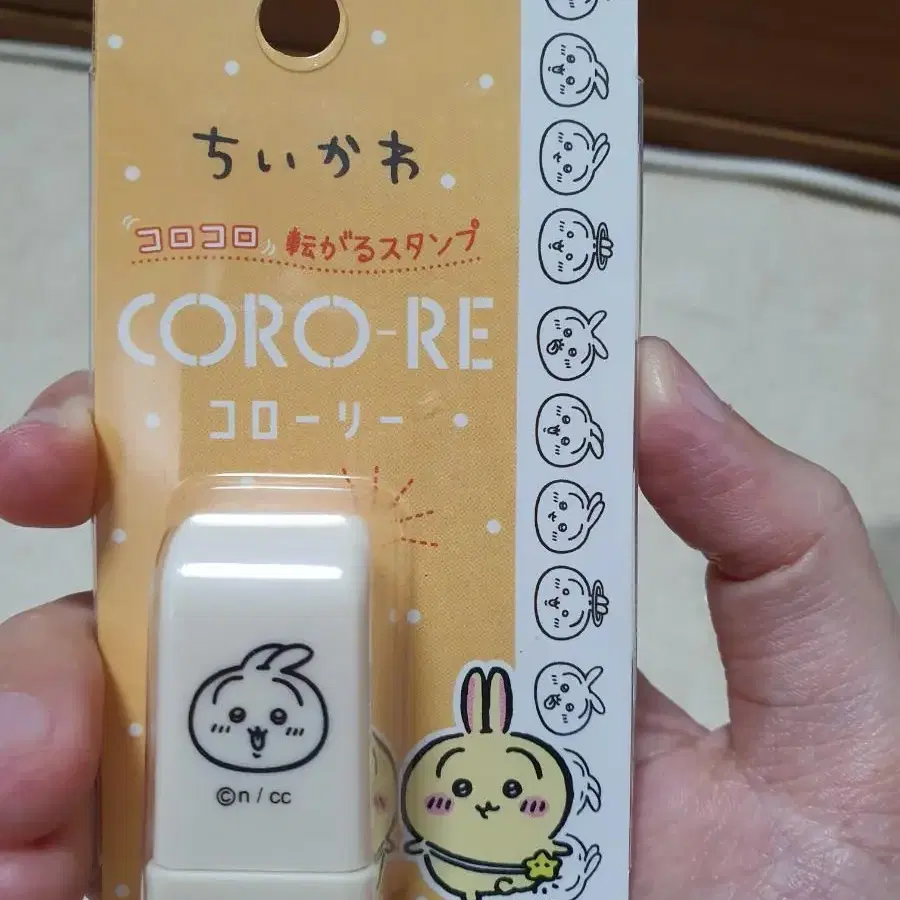 ちいかわ
コロコロ 転がるスタンプ
CORO-RE
コローリー
©n / cc